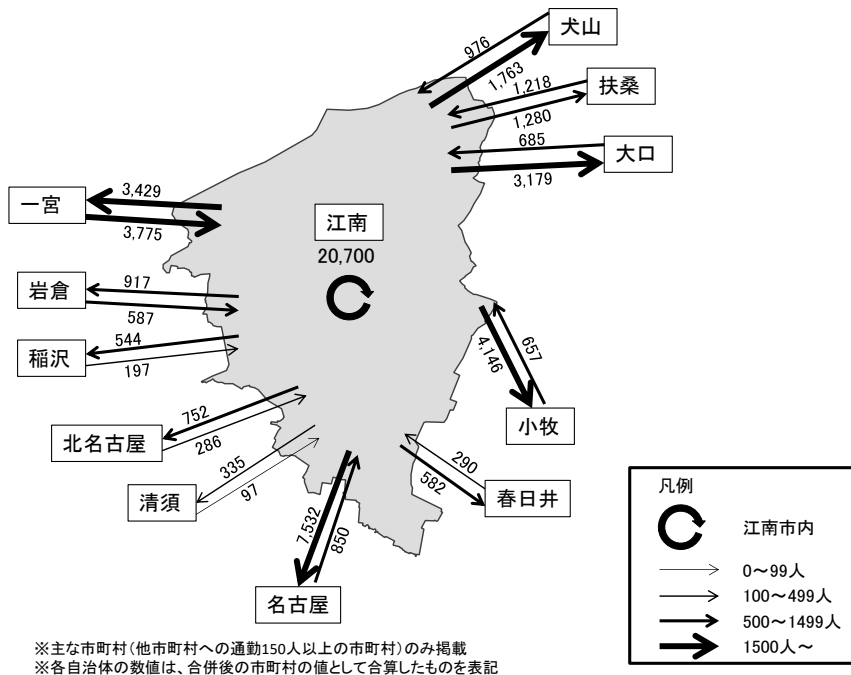 犬山
976
1,763
1,218
扶桑
1,280
685
大口
3,179
一宮
3,429
3,775
江南
20,700
岩倉
917
587
稲沢
544
197
657
4,146
小牧
北名古屋
752
286
清須
335
97
290
582
春日井
7,532
850
名古屋
凡例
江南市内
0～99人
100～499人
500～1499人
1500人～
※主な市町村(他市町村への通勤150人以上の市町村)のみ掲載
※各自治体の数値は、合併後の市町村の値として合算したものを表記